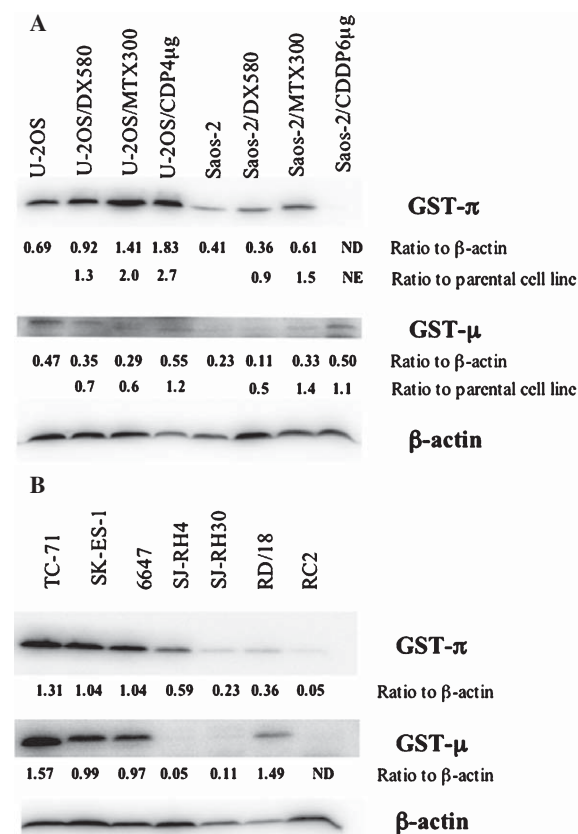 A
U-2OS U-2OS/DX580 U-2OS/MTX300 U-2OS/CDP4µg Saos-2 Saos-2/DX580 Saos-2/MTX300 Saos-2/CDDP6µg
GST-π
0.69 0.92 1.41 1.83 0.41 0.36 0.61 ND Ratio to β-actin
1.3 2.0 2.7 0.9 1.5 NE Ratio to parental cell line
GST-µ
0.47 0.35 0.29 0.55 0.23 0.11 0.33 0.50 Ratio to β-actin
0.7 0.6 1.2 0.5 1.4 1.1 Ratio to parental cell line
β-actin
B
TC-71 SK-ES-1 6647 SJ-RH4 SJ-RH30 RD/18 RC2
GST-π
1.31 1.04 1.04 0.59 0.23 0.36 0.05 Ratio to β-actin
GST-µ
1.57 0.99 0.97 0.05 0.11 1.49 ND Ratio to β-actin
β-actin